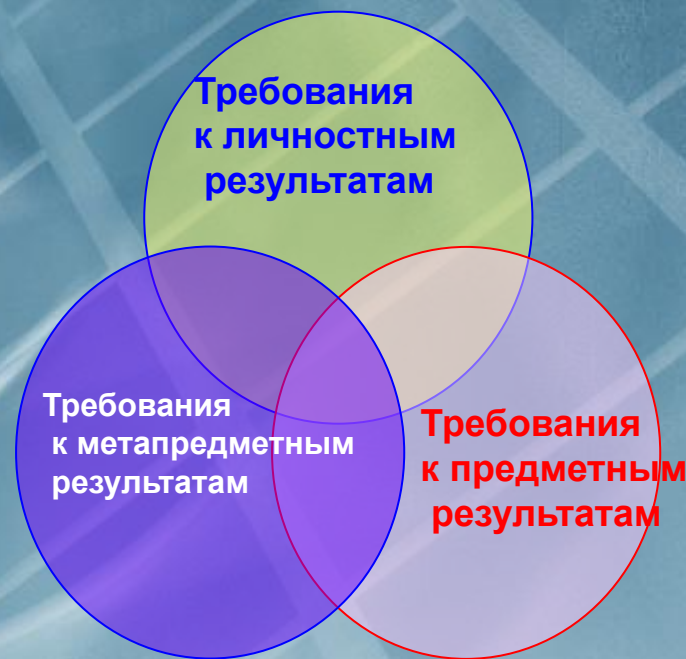 Требования
к личностным
результатам
Требования
к метапредметным
результатам
Требования
к предметным
результатам